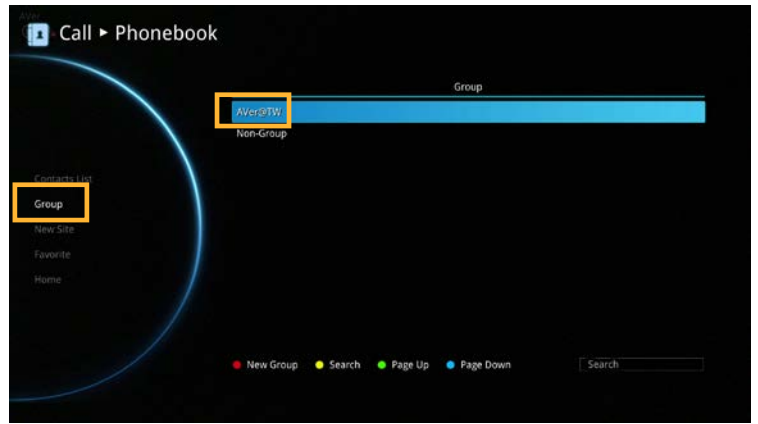 AVer
Call ► Phonebook
Group
AVer@TW
Non-Group
Contacts List
Group
New Site
Favorite
Home
New Group Search Page Up Page Down Search